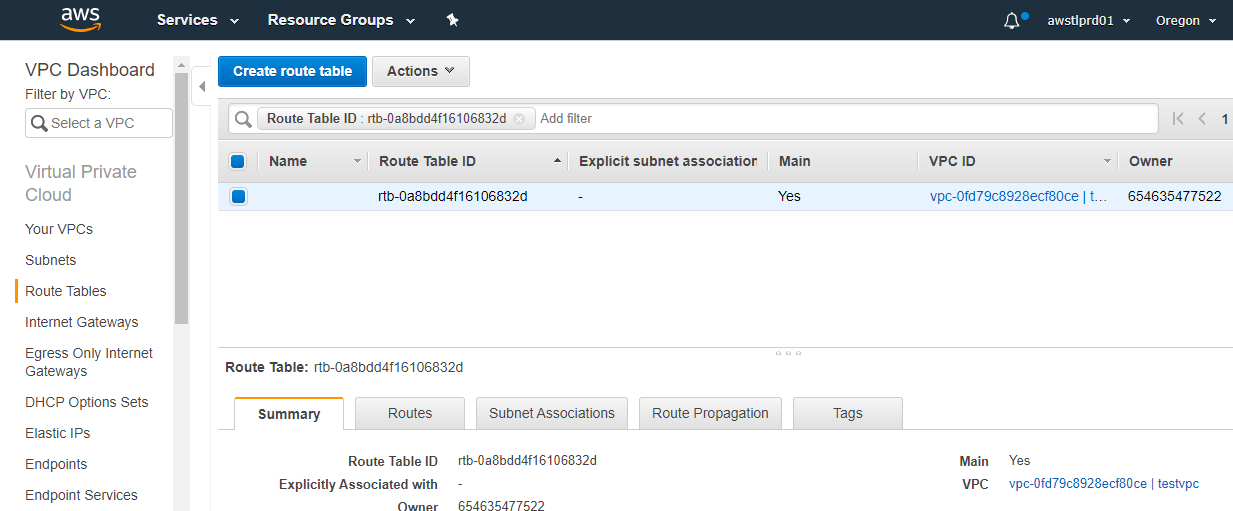 aws Services Resource Groups awstlprd01 Oregon
VPC Dashboard
Filter by VPC:
Select a VPC
Virtual Private
Cloud
Your VPCs
Subnets
Route Tables
Internet Gateways
Egress Only Internet
Gateways
DHCP Options Sets
Elastic IPs
Endpoints
Endpoint Services
Create route table Actions
Route Table ID : rtb-0a8bdd4f16106832d Add filter 1
Name Route Table ID Explicit subnet association Main VPC ID Owner
rtb-0a8bdd4f16106832d - Yes vpc-0fd79c8928ecf80ce | t... 654635477522
Route Table: rtb-0a8bdd4f16106832d
Summary Routes Subnet Associations Route Propagation Tags
Route Table ID rtb-0a8bdd4f16106832d Main Yes
Explicitly Associated with - VPC vpc-0fd79c8928ecf80ce | testvpc
Owner 654635477522